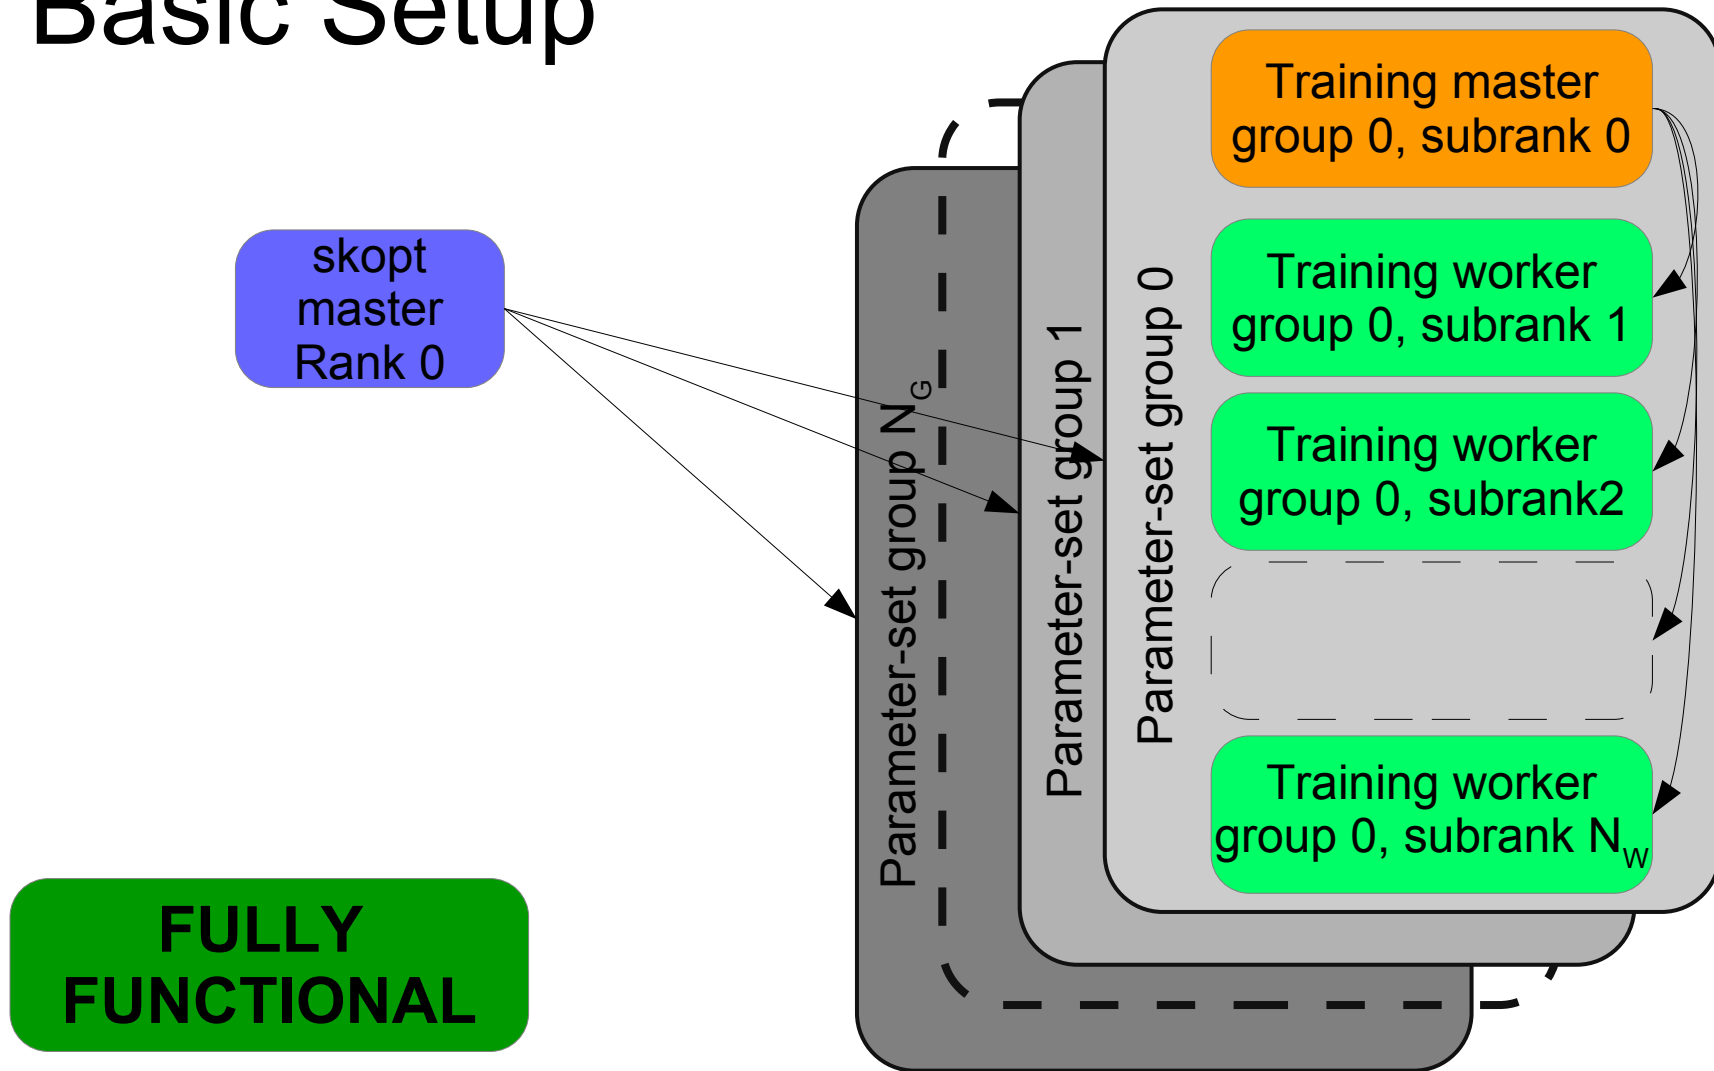 Basic Setup
skopt
master
Rank 0
Parameter-set group N_G
Parameter-set group 1
Parameter-set group 0
Training master
group 0, subrank 0
Training worker
group 0, subrank 1
Training worker
group 0, subrank2
Training worker
group 0, subrank N_W
FULLY
FUNCTIONAL